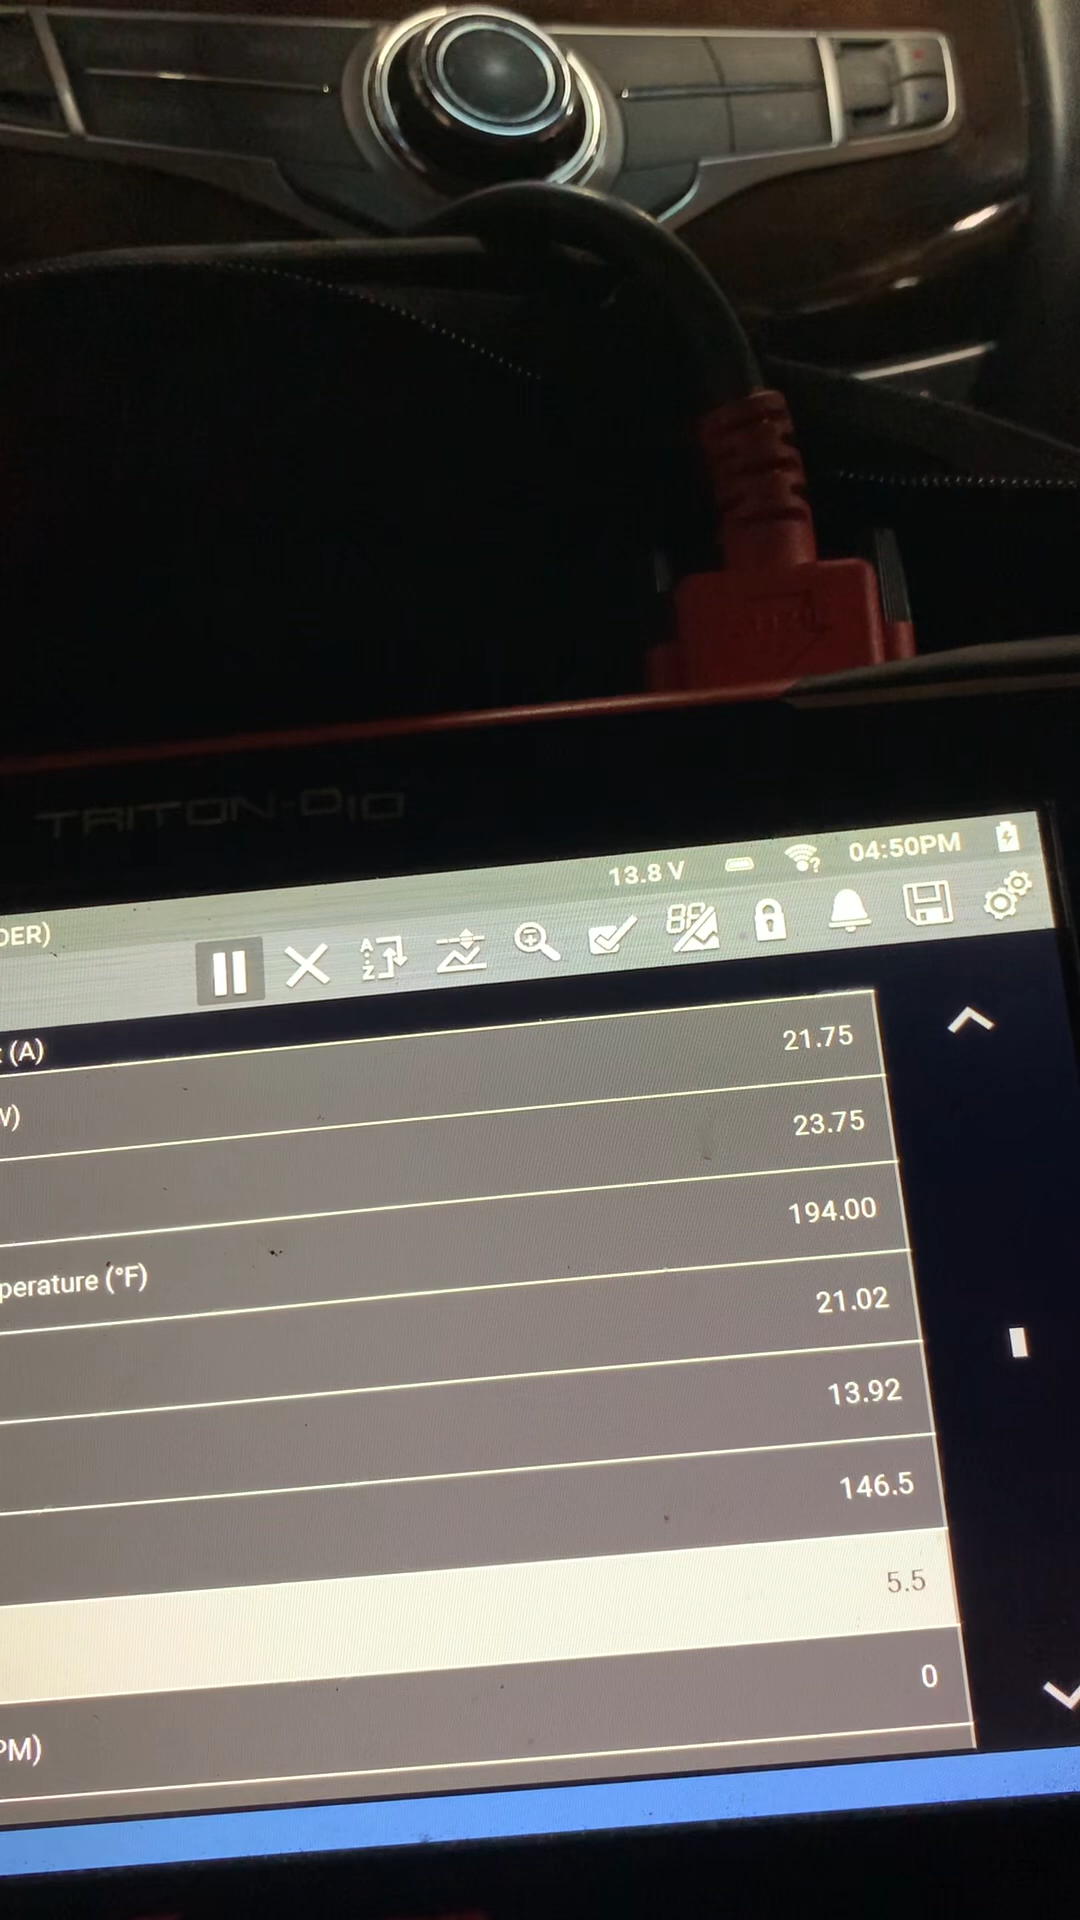 TRITON-D10
13.8 V
04:50PM
DER)
(A) 21.75
W) 23.75
194.00
perature (°F) 21.02
13.92
146.5
5.5
0
PM)